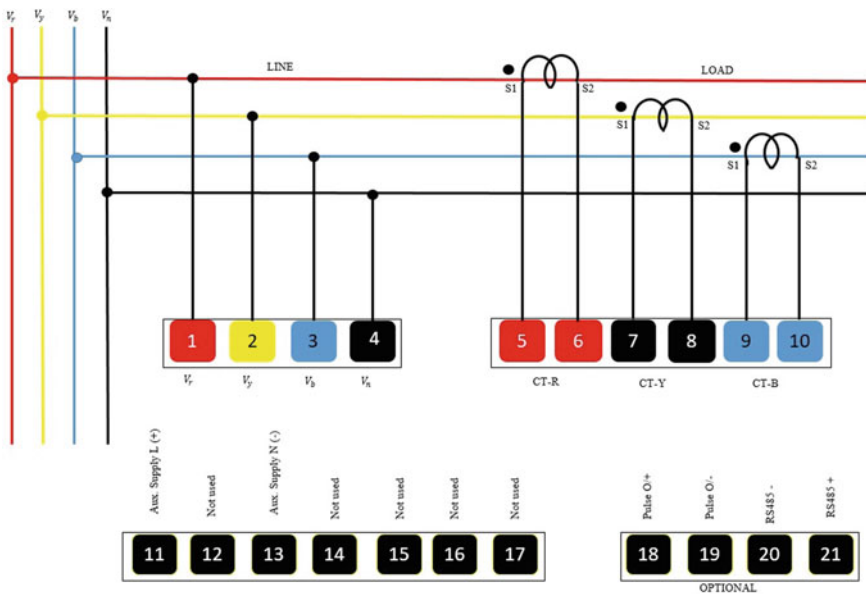 Vr Vy Vb Vn
LINE
LOAD
S1 S2
S1 S2
S1 S2
1 2 3 4
5 6 7 8 9 10
Vr Vy Vb Vn
CT-R CT-Y CT-B
Aux. Supply L (+)
Not used
Aux. Supply N (-)
Not used
Not used
Not used
Not used
Pulse O/+
Pulse O/-
RS485 -
RS485 +
11 12 13 14 15 16 17
18 19 20 21
OPTIONAL